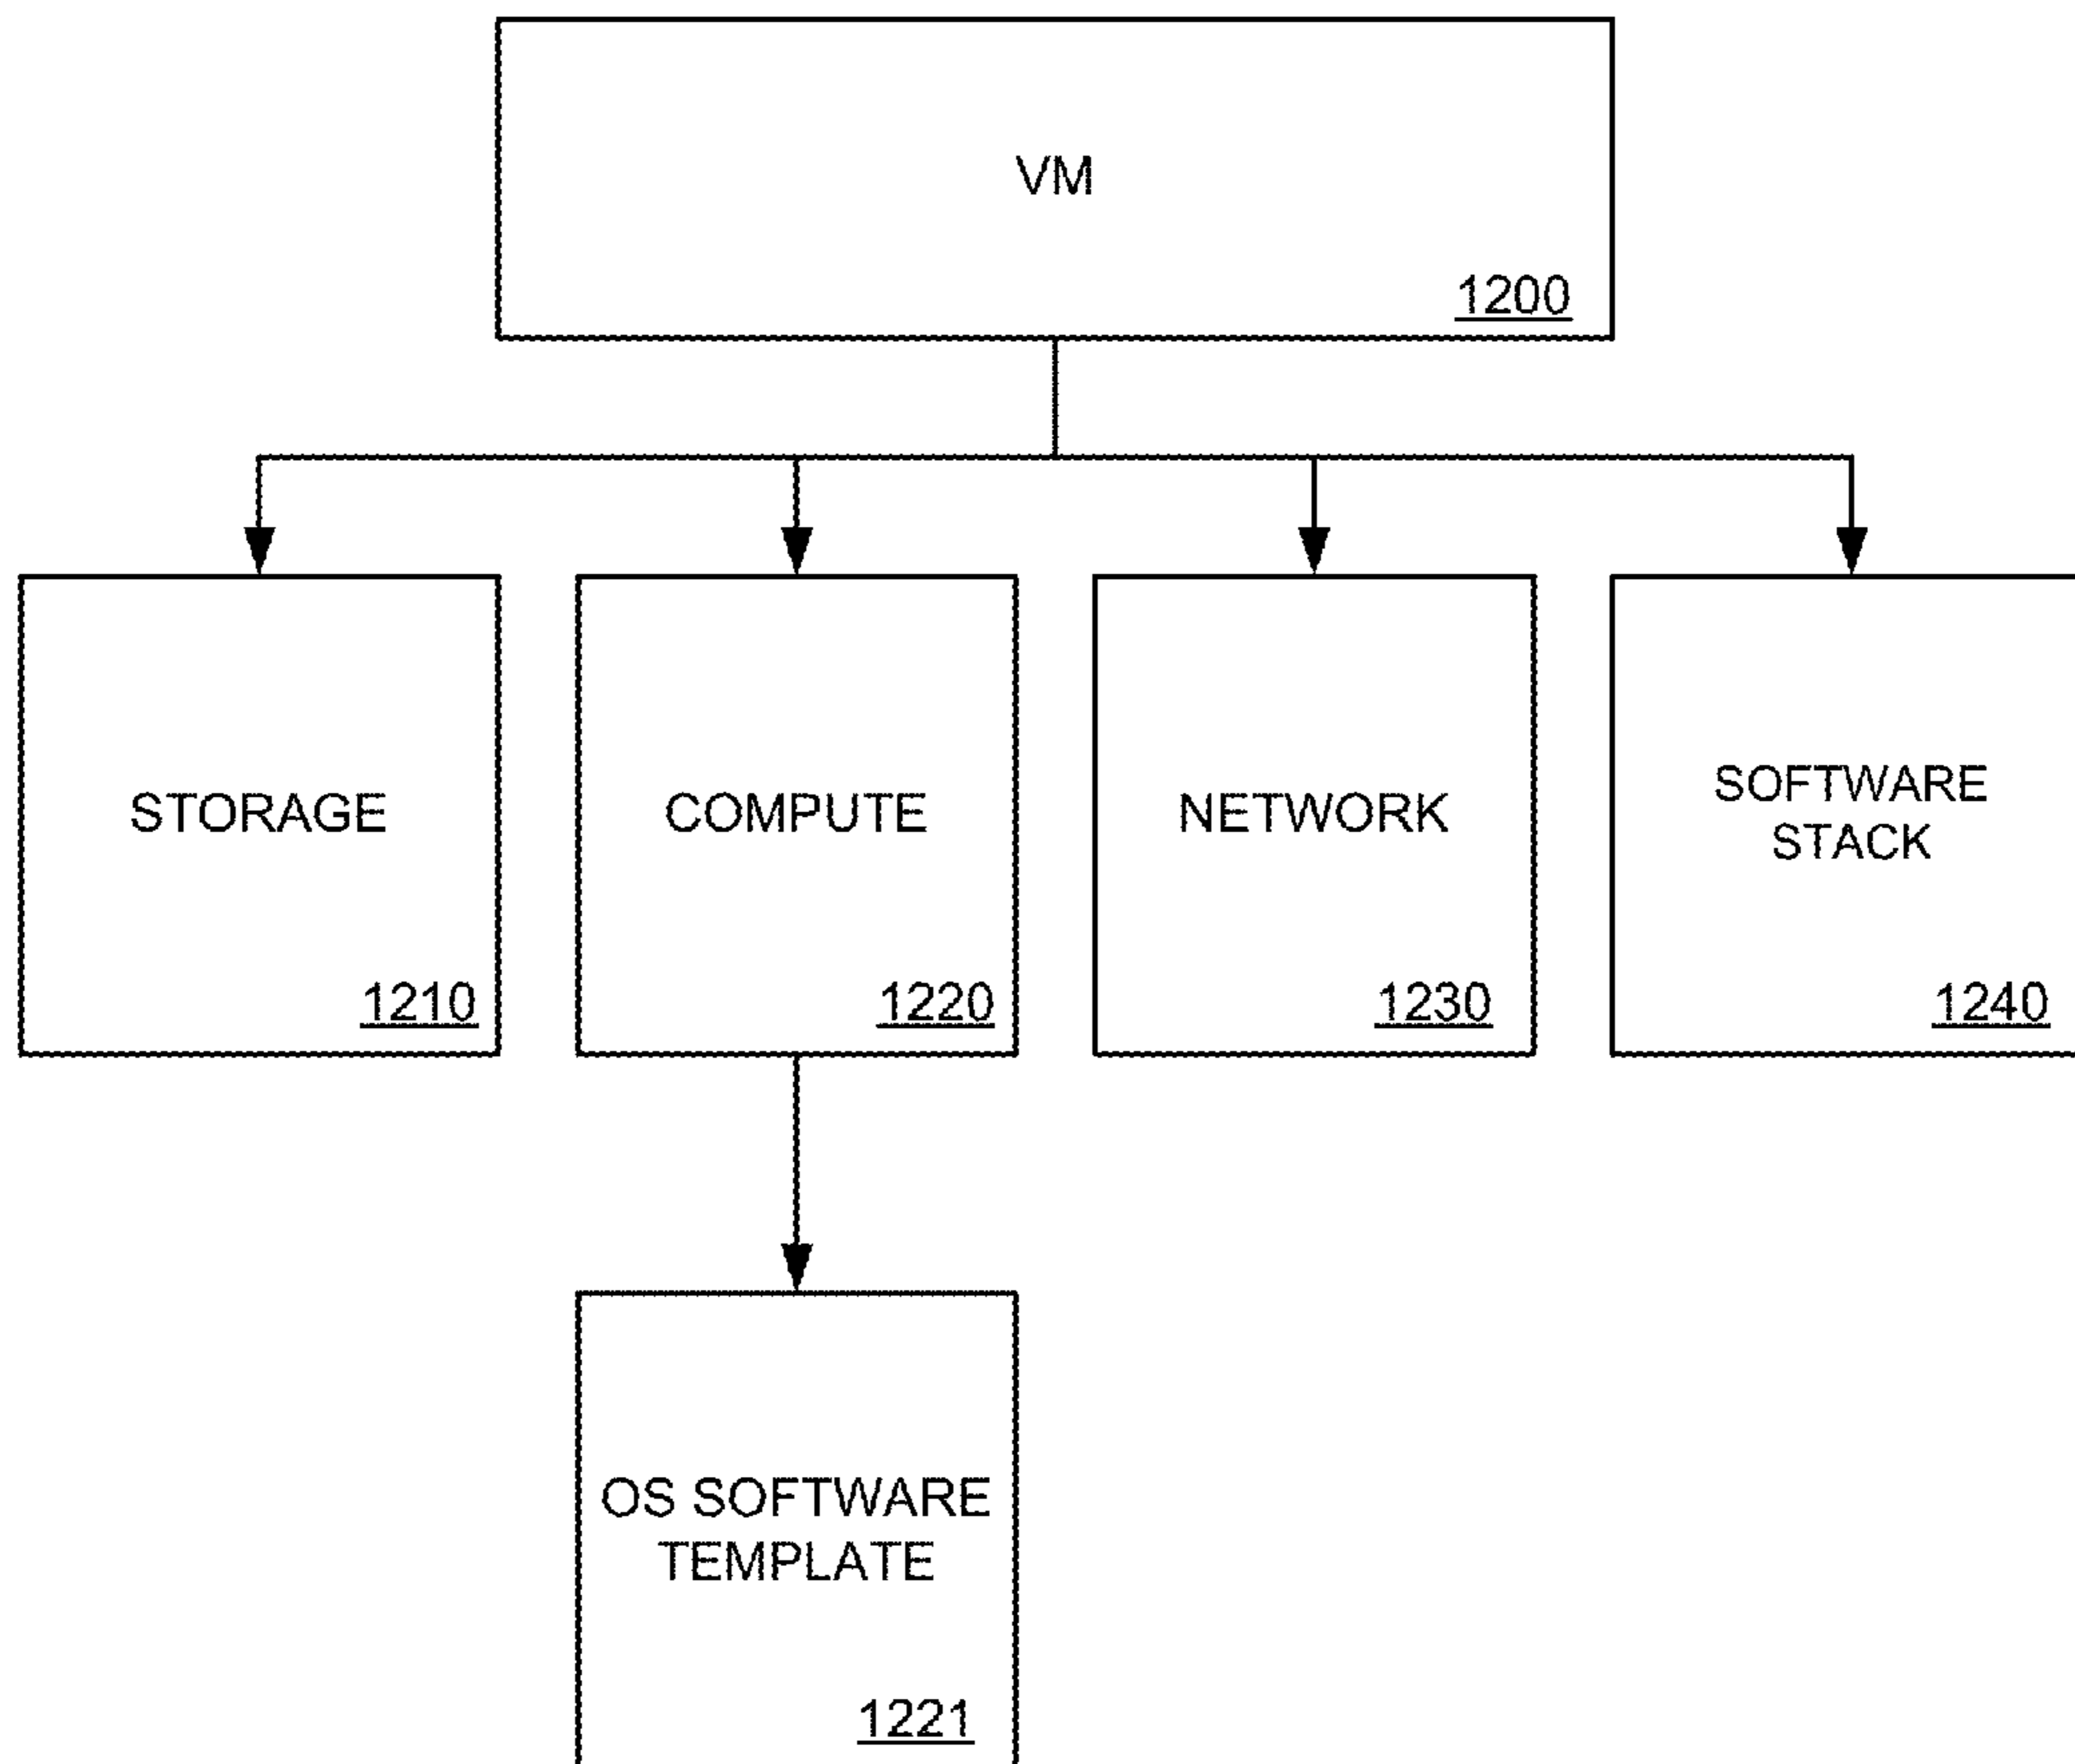 VM
1200
STORAGE
1210
COMPUTE
1220
NETWORK
1230
SOFTWARE
STACK
1240
OS SOFTWARE
TEMPLATE
1221